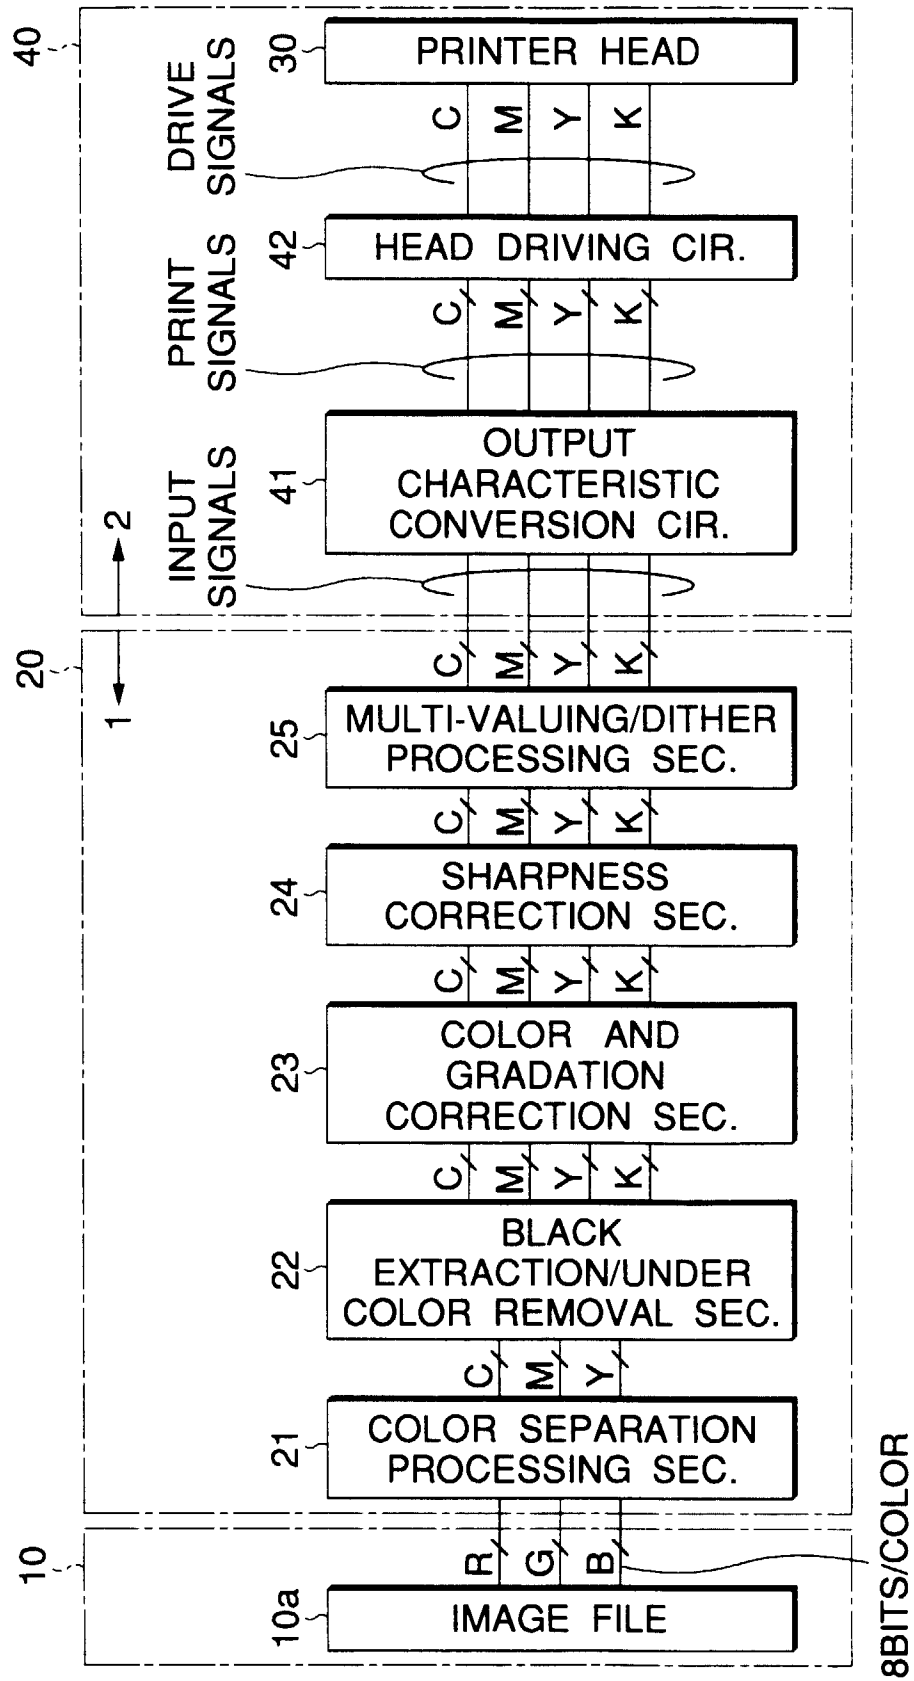 40
DRIVE
SIGNALS
30
PRINTER HEAD
C
M
Y
K
PRINT
SIGNALS
42
HEAD DRIVING CIR.
C
M
Y
K
INPUT
SIGNALS
41
OUTPUT
CHARACTERISTIC
CONVERSION CIR.
2
1
20
C
M
Y
K
25
MULTI-VALUING/DITHER
PROCESSING SEC.
C
M
Y
K
24
SHARPNESS
CORRECTION SEC.
C
M
Y
K
23
COLOR AND
GRADATION
CORRECTION SEC.
C
M
Y
K
22
BLACK
EXTRACTION/UNDER
COLOR REMOVAL SEC.
C
M
Y
21
COLOR SEPARATION
PROCESSING SEC.
10
R
G
B
8BITS/COLOR
10a
IMAGE FILE